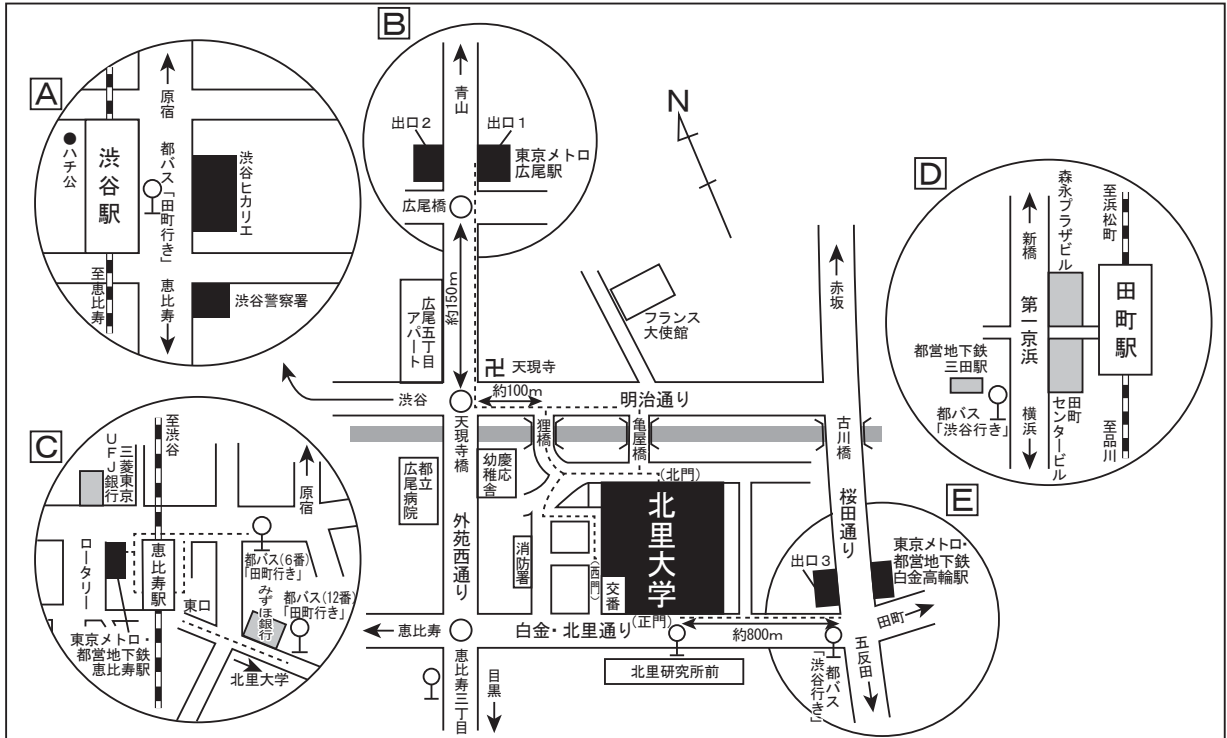 A
原宿
ハチ公
渋谷駅
都バス「田町行き」
渋谷ヒカリエ
至恵比寿
恵比寿
渋谷警察署
B
青山
出口2
出口1
東京メトロ
広尾駅
広尾橋
約150m
広尾五丁目
アパート
N
フランス
大使館
赤坂
卍 天現寺
渋谷
約100m
明治通り
天現寺橋
狸橋
亀屋橋
古川橋
都立
広尾病院
慶応
幼稚舎
(北門)
北里大学
外苑西通り
消防署
(西門)
交番
(正門)
桜田通り
恵比寿
白金・北里通り
約800m
北里研究所前
恵比寿三丁目
目黒
C
至渋谷
三菱東京
UFJ銀行
原宿
ロータリー
恵比寿駅
都バス(6番)
「田町行き」
東口
みずほ銀行
都バス(12番)
「田町行き」
東京メトロ・
都営地下鉄
恵比寿駅
北里大学
D
森永プラザビル
至浜松町
新橋
第一京浜
田町駅
都営地下鉄
三田駅
都バス
「渋谷行き」
横浜
田町
センタービル
至品川
E
出口3
東京メトロ・
都営地下鉄
白金高輪駅
田町
五反田
都バス
「渋谷行き」